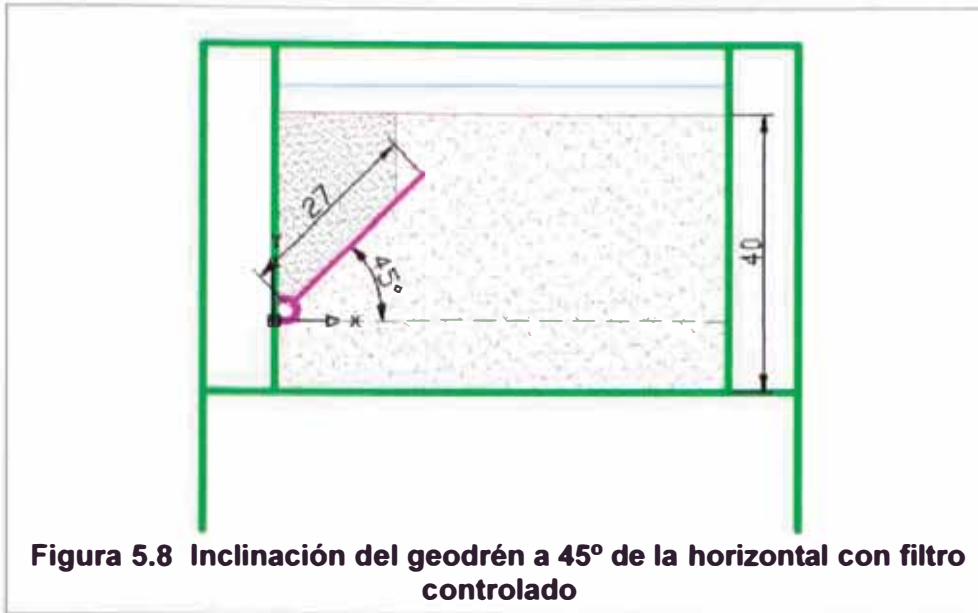 27
45°
40
Y
X
Figura 5.8 Inclinación del geodrén a 45º de la horizontal con filtro
controlado